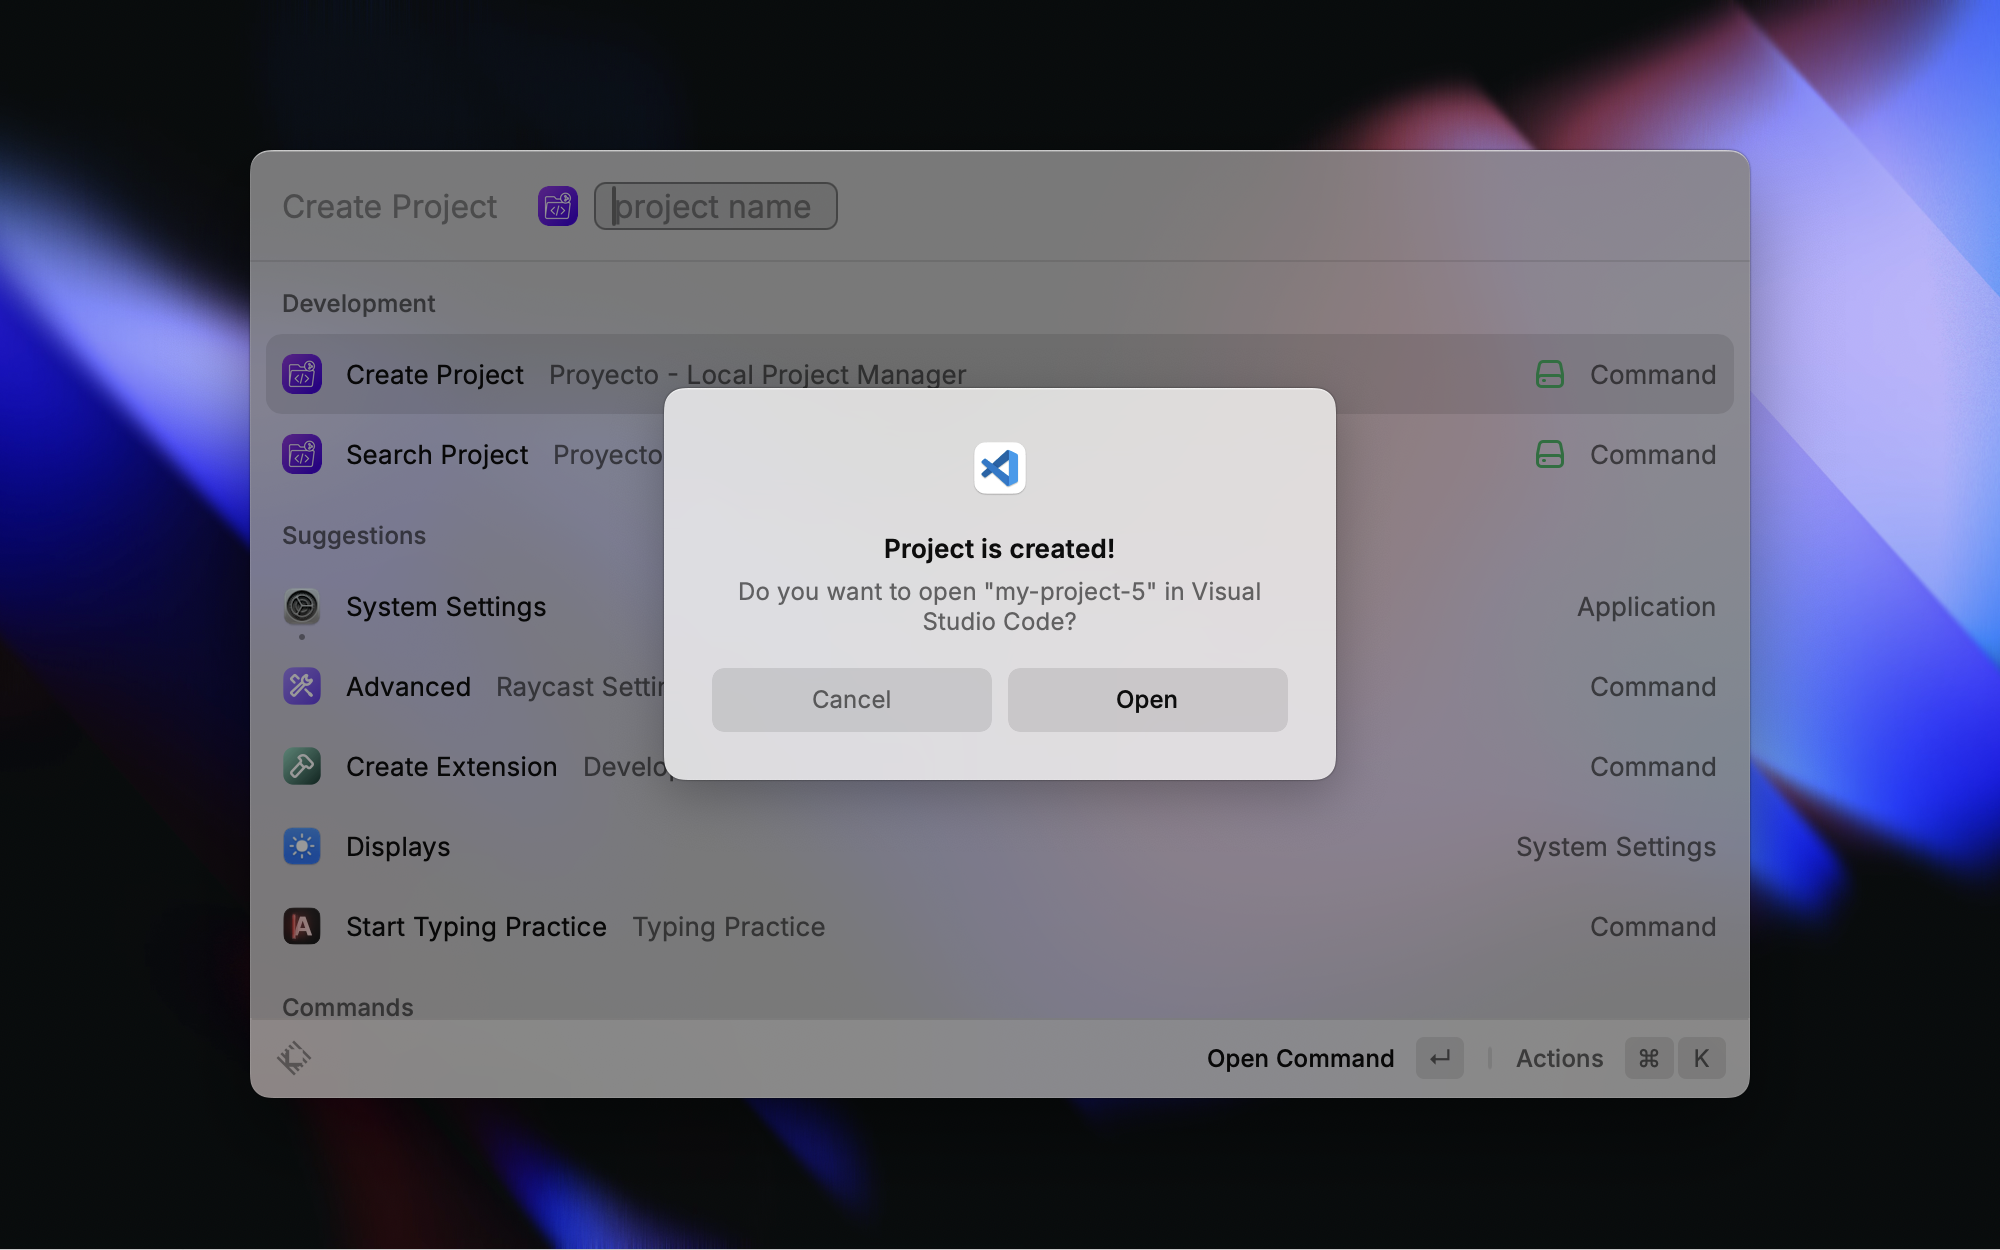 Create Project project name
Development
Create Project Proyecto - Local Project Manager Command
Search Project Proyecto Command
Project is created!
Do you want to open "my-project-5" in Visual
Studio Code?
Cancel Open
Suggestions
System Settings Application
Advanced Raycast Command
Create Extension Command
Displays System Settings
A Start Typing Practice Typing Practice Command
Commands
Open Command ↵ Actions ⌘ K